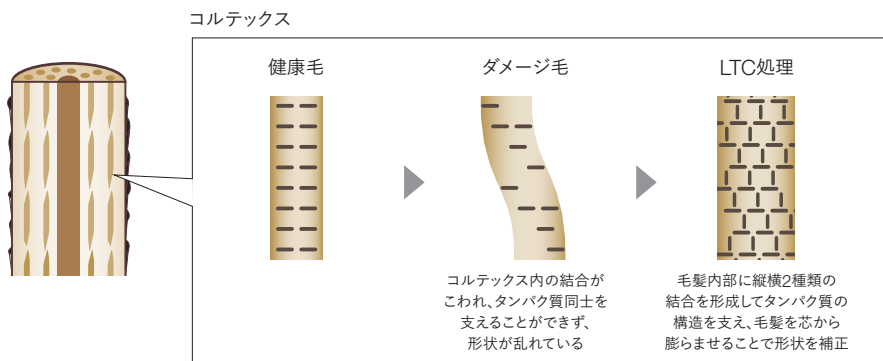 コルテックス
健康毛
ダメージ毛
LTC処理
コルテックス内の結合が
こわれ、タンパク質同士を
支えることができず、
形状が乱れている
毛髪内部に縦横2種類の
結合を形成してタンパク質の
構造を支え、毛髪を芯から
膨らませることで形状を補正